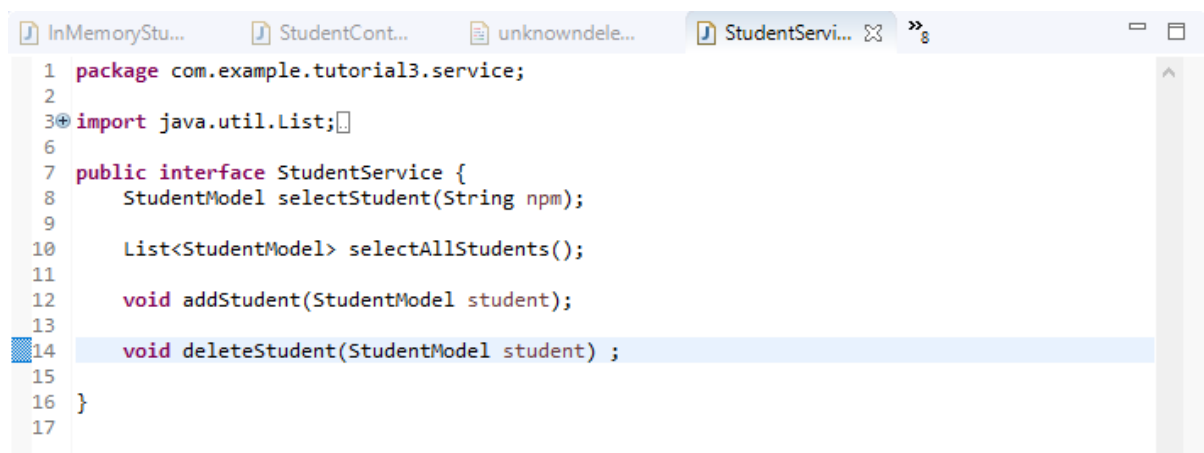 InMemoryStu... StudentCont... unknowndele... StudentServi... »8
1 package com.example.tutorial3.service;
2
3 import java.util.List;
6
7 public interface StudentService {
8     StudentModel selectStudent(String npm);
9
10     List<StudentModel> selectAllStudents();
11
12     void addStudent(StudentModel student);
13
14     void deleteStudent(StudentModel student) ;
15
16 }
17